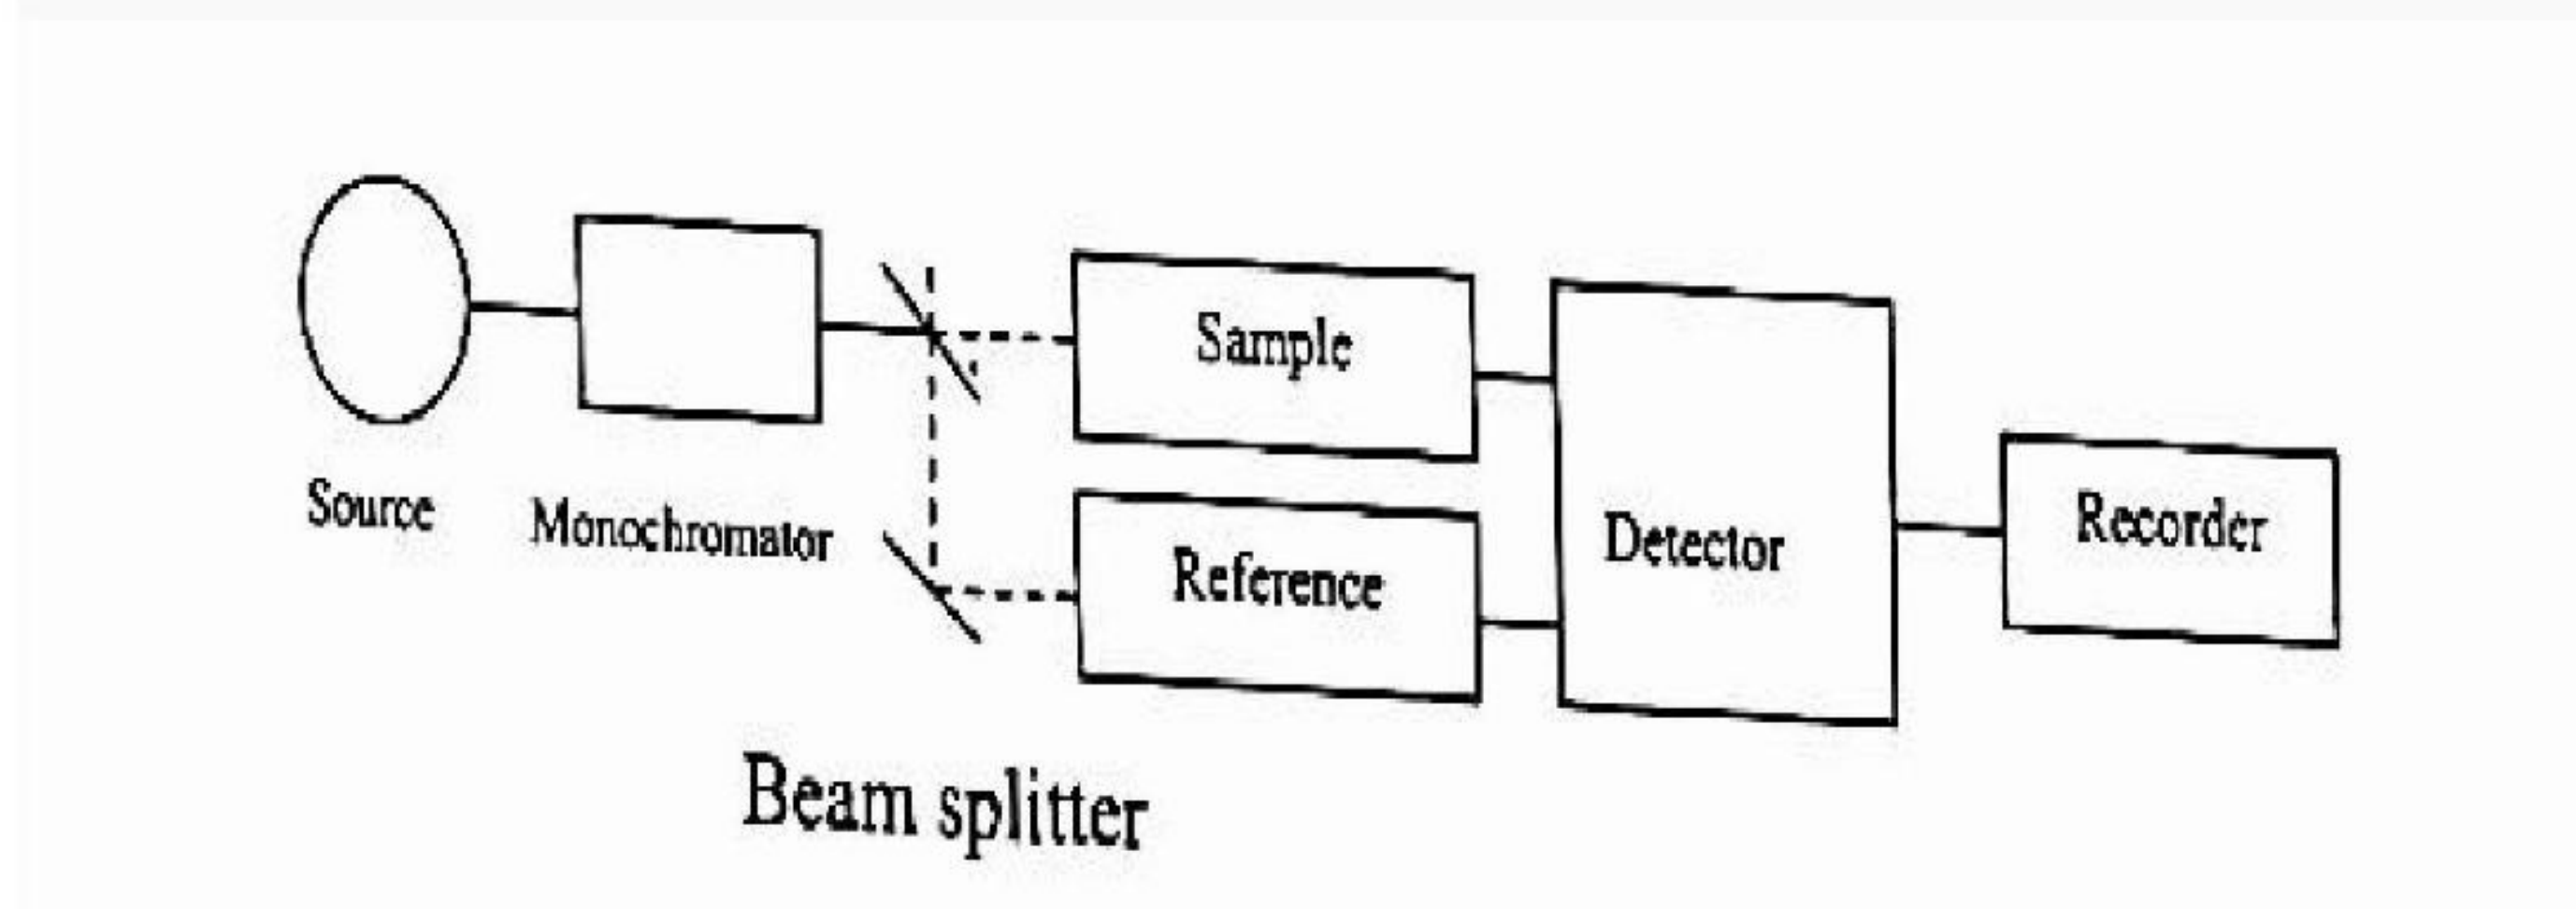 Source
Monochromator
Sample
Reference
Detector
Recorder
Beam splitter